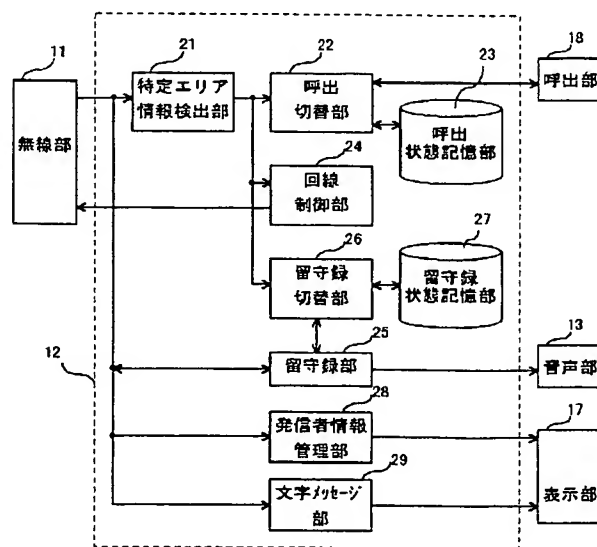 11
無線部
12
21
特定エリア
情報検出部
22
呼出
切替部
23
呼出
状態記憶部
18
呼出部
24
回線
制御部
26
留守録
切替部
27
留守録
状態記憶部
25
留守録部
13
音声部
28
発信者情報
管理部
17
表示部
29
文字メッセージ
部